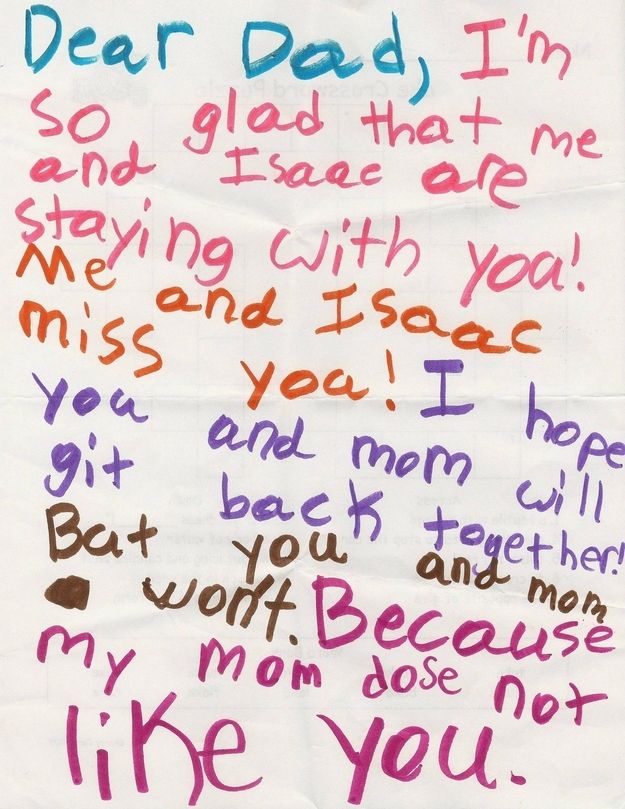 Dear Dad, I'm
so glad that me
and Isaac are
staying with you!
Me and Isaac
miss you! I hope
you and mom will
git back together!
But you and mom
won't. Because
my mom dose not
like you.